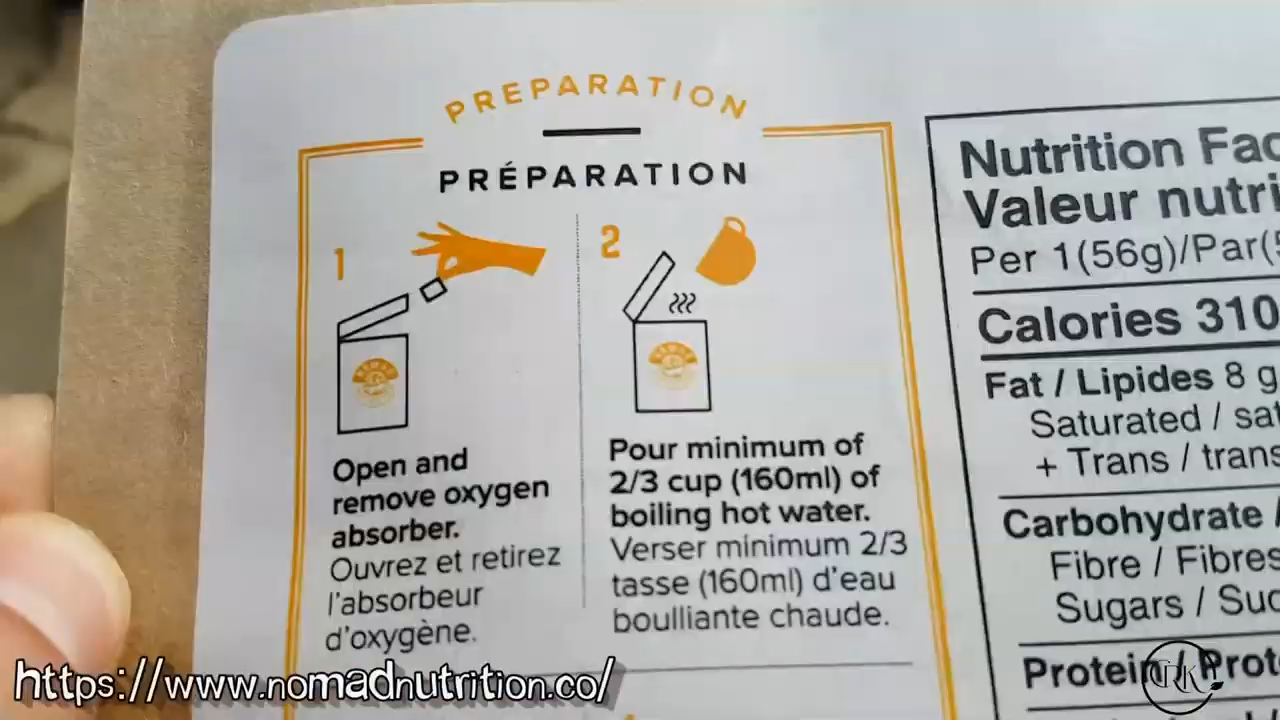 PREPARATION
PRÉPARATION
1
2
Open and
remove oxygen
absorber.
Ouvrez et retirez
l'absorbeur
d'oxygène.
Pour minimum of
2/3 cup (160ml) of
boiling hot water.
Verser minimum 2/3
tasse (160ml) d'eau
boulliante chaude.
Nutrition Fac
Valeur nutri
Per 1(56g)/Par(5
Calories 310
Fat / Lipides 8 g
Saturated / sat
+ Trans / trans
Carbohydrate /
Fibre / Fibres
Sugars / Suc
Protein / Prot
https://www.nomadnutrition.co/